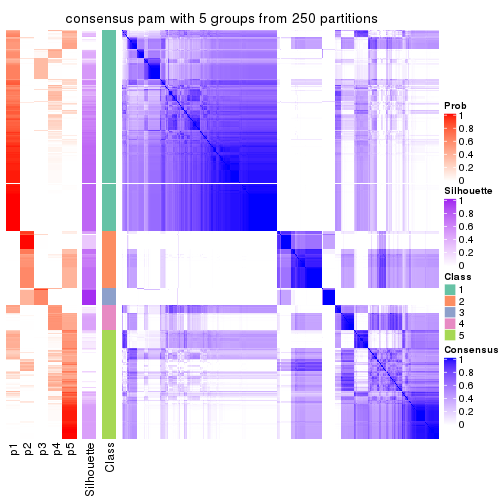 consensus pam with 5 groups from 250 partitions
Prob
1
0.8
0.6
0.4
0.2
0
Silhouette
1
0.8
0.6
0.4
0.2
0
Class
1
2
3
4
5
Consensus
1
0.8
0.6
0.4
0.2
0
p1
p2
p3
p4
p5
Silhouette
Class